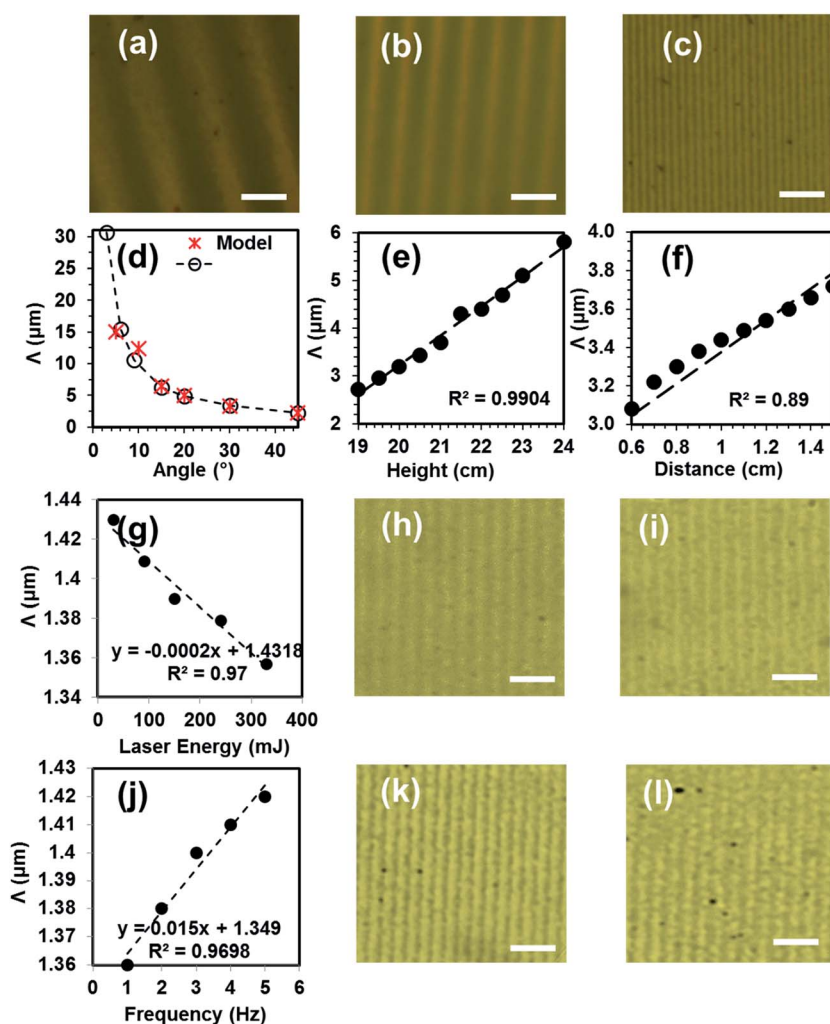 (a)
(b)
(c)
(d)
Model
30
25
20
15
10
5
0
Λ (µm)
0 10 20 30 40
Angle (°)
(e)
6
5
4
3
2
Λ (µm)
R² = 0.9904
19 20 21 22 23 24
Height (cm)
(f)
4.0
3.8
3.6
3.4
3.2
3.0
Λ (µm)
R² = 0.89
0.6 0.8 1 1.2 1.4
Distance (cm)
(g)
1.44
1.42
1.4
1.38
1.36
1.34
Λ (µm)
y = -0.0002x + 1.4318
R² = 0.97
0 100 200 300 400
Laser Energy (mJ)
(h)
(i)
(j)
1.43
1.42
1.41
1.4
1.39
1.38
1.37
1.36
Λ (µm)
y = 0.015x + 1.349
R² = 0.9698
0 1 2 3 4 5 6
Frequency (Hz)
(k)
(l)